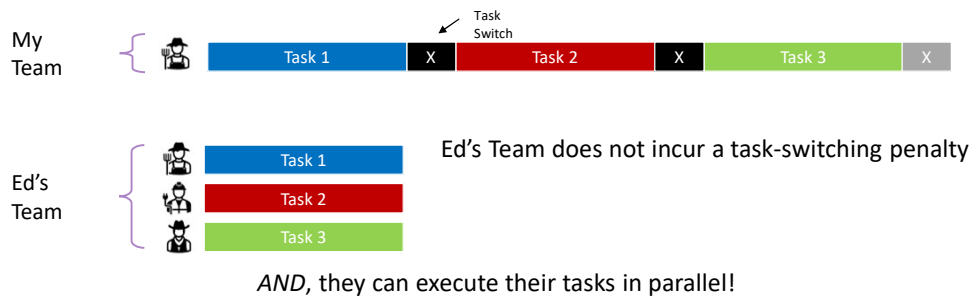 Task
Switch
My
Team
Task 1 X Task 2 X Task 3 X
Ed's Team does not incur a task-switching penalty
Ed's
Team
Task 1
Task 2
Task 3
AND, they can execute their tasks in parallel!